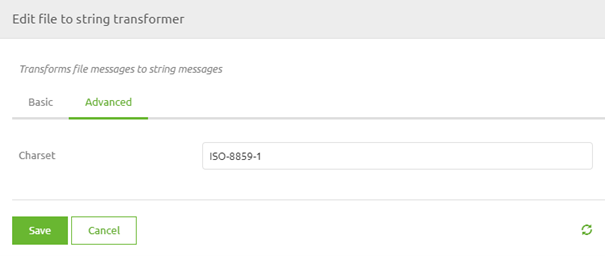 Edit file to string transformer
Transforms file messages to string messages
Basic Advanced
Charset ISO-8859-1
Save Cancel